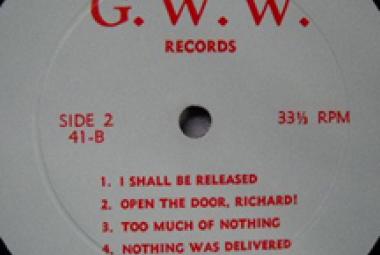 G. W. W.
RECORDS
SIDE 2 33⅓ RPM
41-B
1. I SHALL BE RELEASED
2. OPEN THE DOOR, RICHARD!
3. TOO MUCH OF NOTHING
4. NOTHING WAS DELIVERED